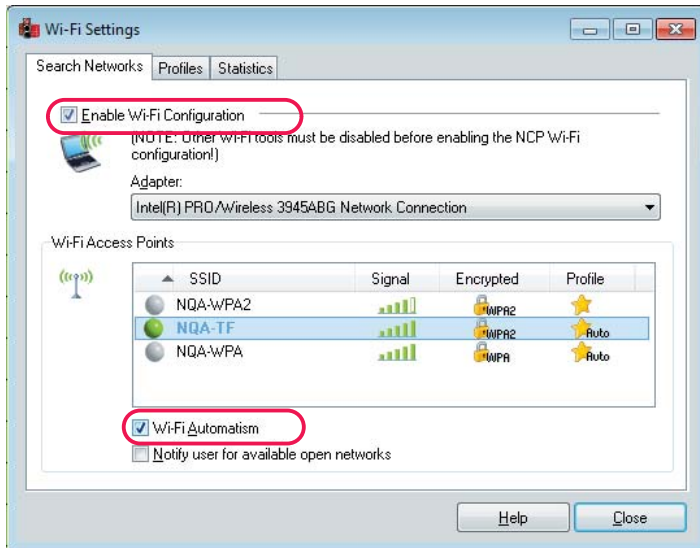 Wi-Fi Settings
Search Networks Profiles Statistics
Enable Wi-Fi Configuration
(NOTE: Other Wi-Fi tools must be disabled before enabling the NCP Wi-Fi
configuration!)
Adapter:
Intel(R) PRO/Wireless 3945ABG Network Connection
Wi-Fi Access Points
SSID Signal Encrypted Profile
NQA-WPA2 WPA2
NQA-TF WPA2 Auto
NQA-WPA WPA Auto
Wi-Fi Automatism
Notify user for available open networks
Help Close